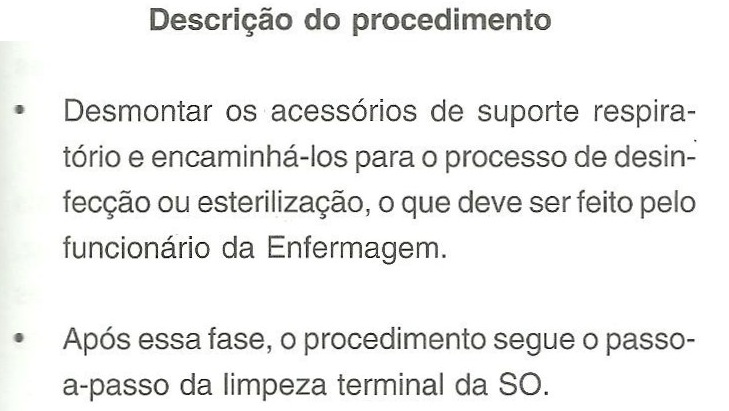 Descrição do procedimento
• Desmontar os acessórios de suporte respira-
tório e encaminhá-los para o processo de desin-
fecção ou esterilização, o que deve ser feito pelo
funcionário da Enfermagem.
• Após essa fase, o procedimento segue o passo-
a-passo da limpeza terminal da SO.